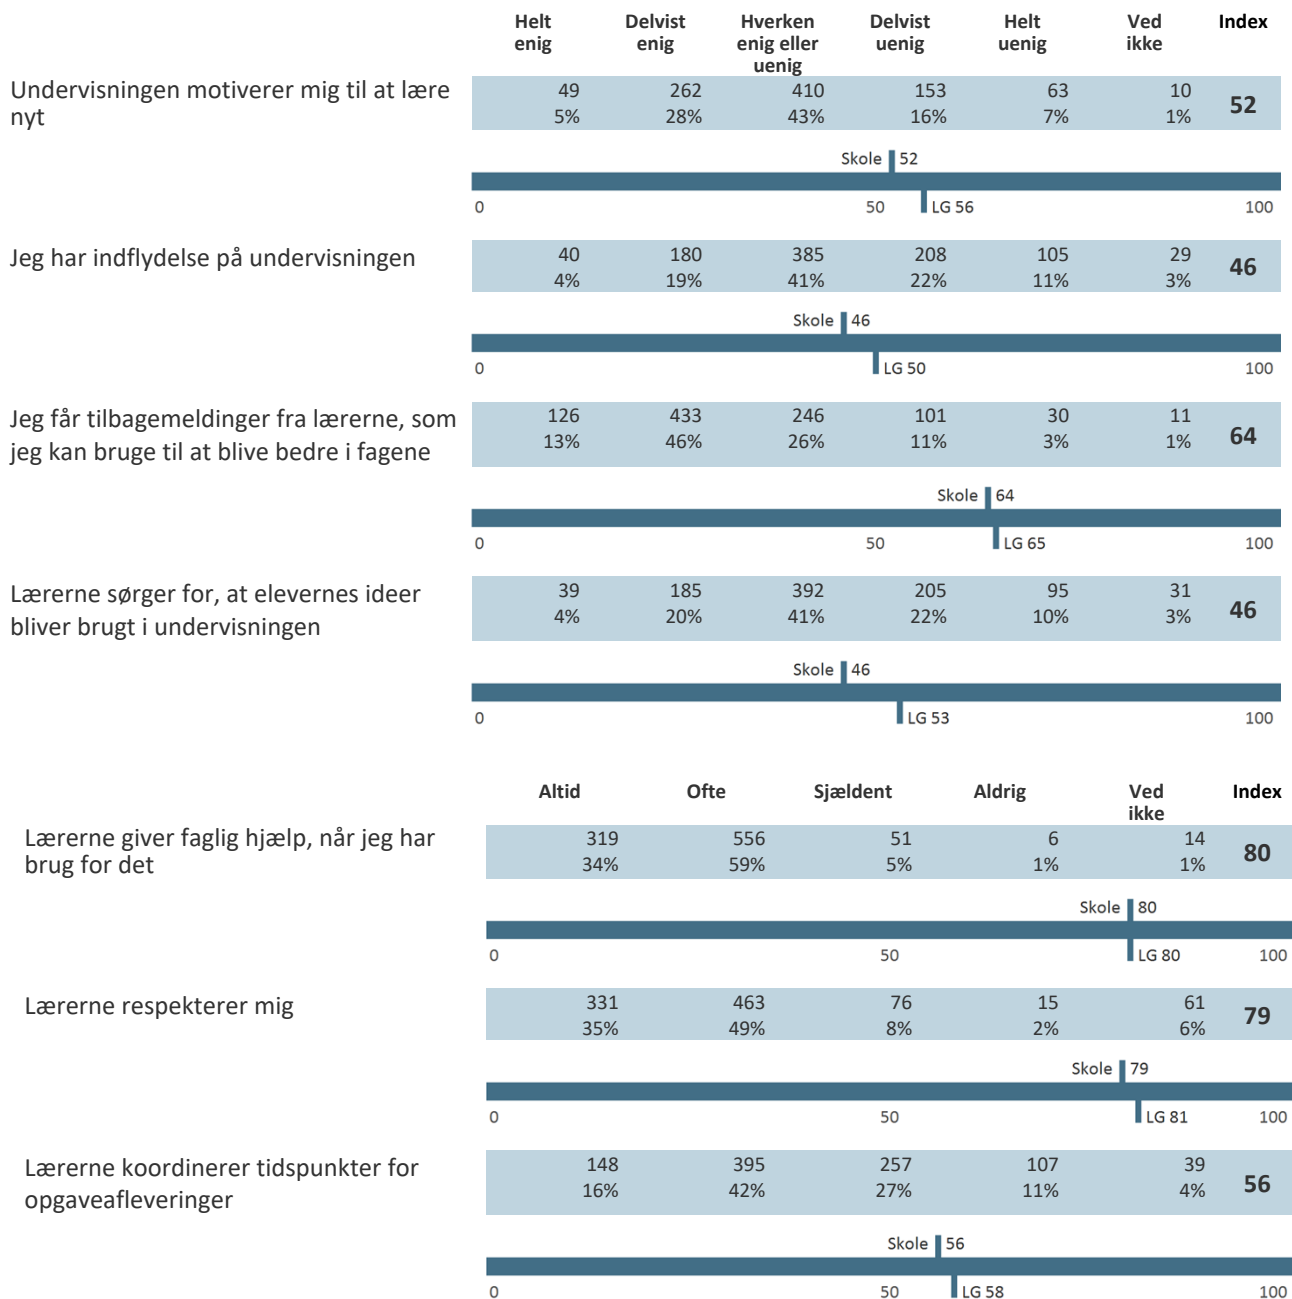 Helt Delvist Hverken Delvist Helt Ved Index
enig enig enig eller uenig uenig ikke
uenig
Undervisningen motiverer mig til at lære 49 262 410 153 63 10 52
nyt 5% 28% 43% 16% 7% 1%
Skole 52
0 50 LG 56 100
Jeg har indflydelse på undervisningen 40 180 385 208 105 29 46
4% 19% 41% 22% 11% 3%
Skole 46
0 LG 50 100
Jeg får tilbagemeldinger fra lærerne, som 126 433 246 101 30 11 64
jeg kan bruge til at blive bedre i fagene 13% 46% 26% 11% 3% 1%
Skole 64
0 50 LG 65 100
Lærerne sørger for, at elevernes ideer 39 185 392 205 95 31 46
bliver brugt i undervisningen 4% 20% 41% 22% 10% 3%
Skole 46
0 LG 53 100
Altid Ofte Sjældent Aldrig Ved Index
ikke
Lærerne giver faglig hjælp, når jeg har 319 556 51 6 14 80
brug for det 34% 59% 5% 1% 1%
Skole 80
0 50 LG 80 100
Lærerne respekterer mig 331 463 76 15 61 79
35% 49% 8% 2% 6%
Skole 79
0 50 LG 81 100
Lærerne koordinerer tidspunkter for 148 395 257 107 39 56
opgaveafleveringer 16% 42% 27% 11% 4%
Skole 56
0 50 LG 58 100